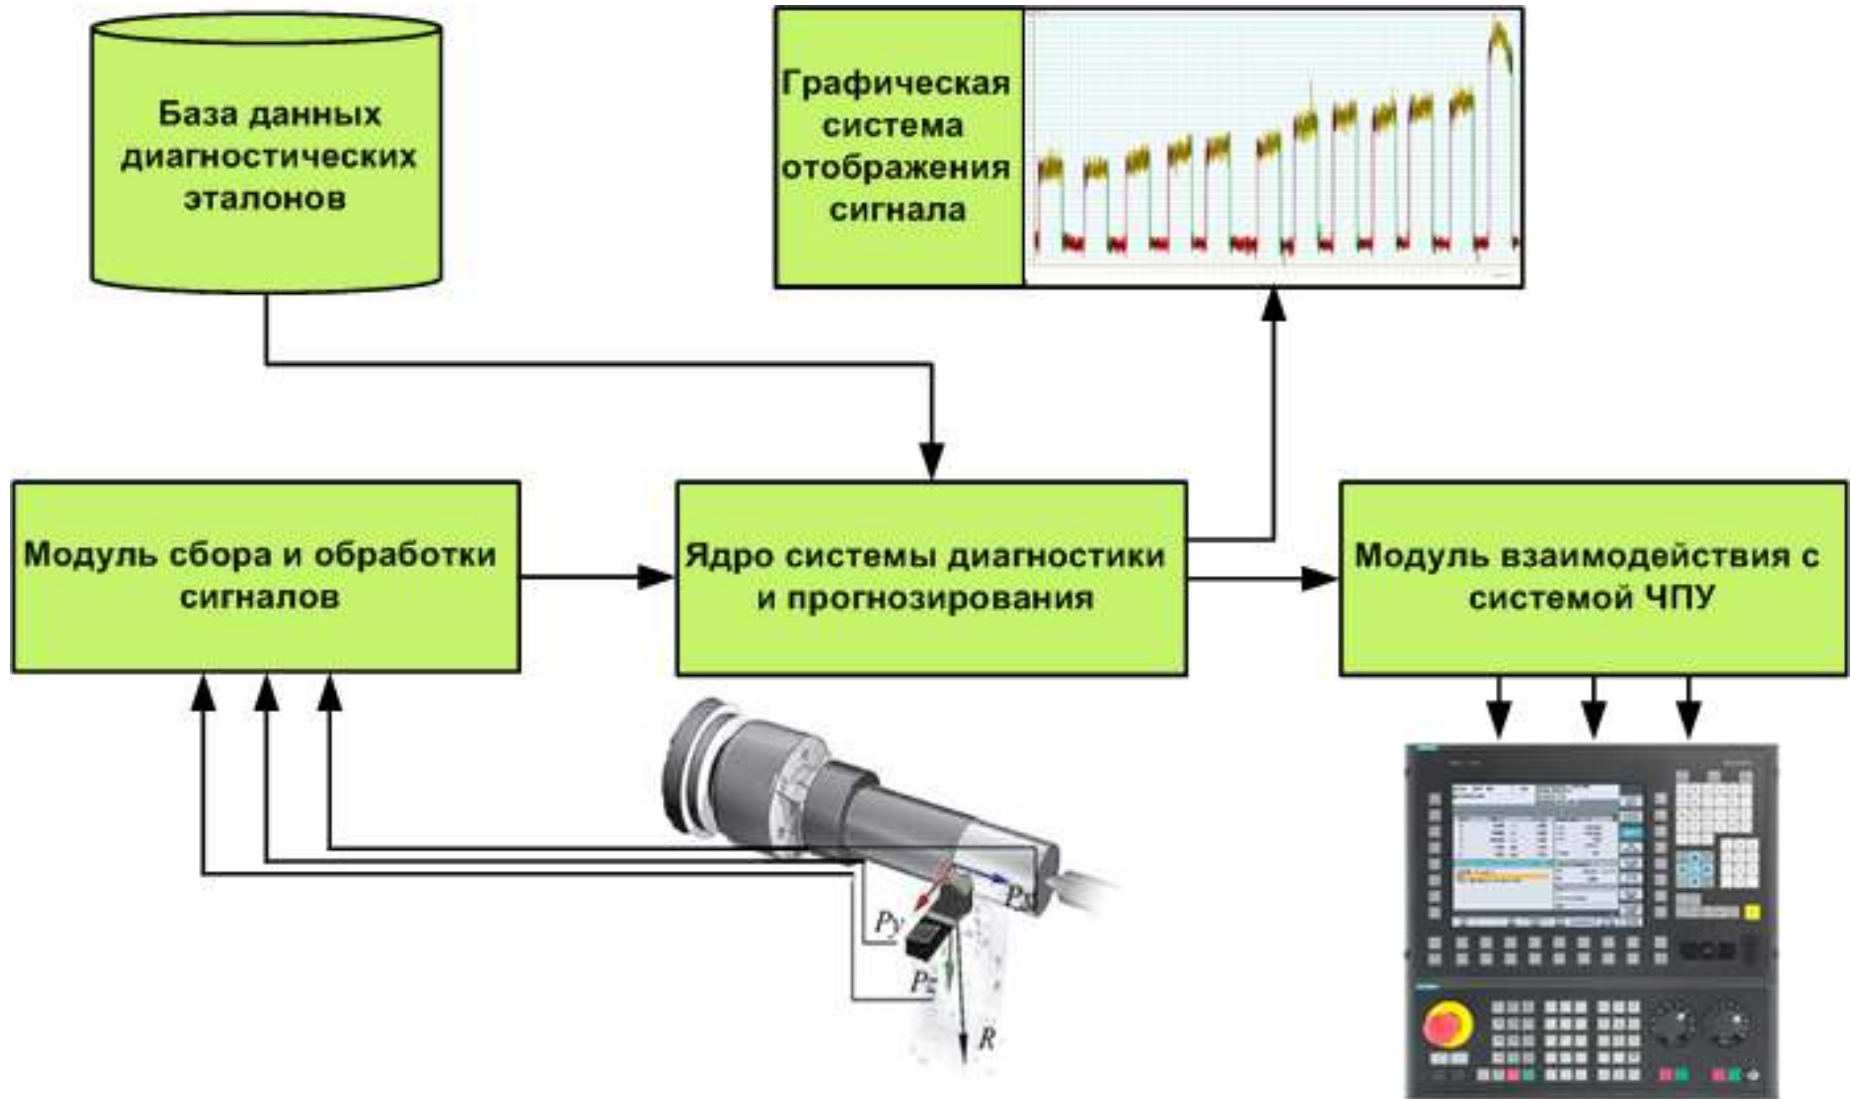 База данных
диагностических
эталонов
Графическая
система
отображения
сигнала
Модуль сбора и обработки
сигналов
Ядро системы диагностики
и прогнозирования
Модуль взаимодействия с
системой ЧПУ
Px
Py
Pz
R